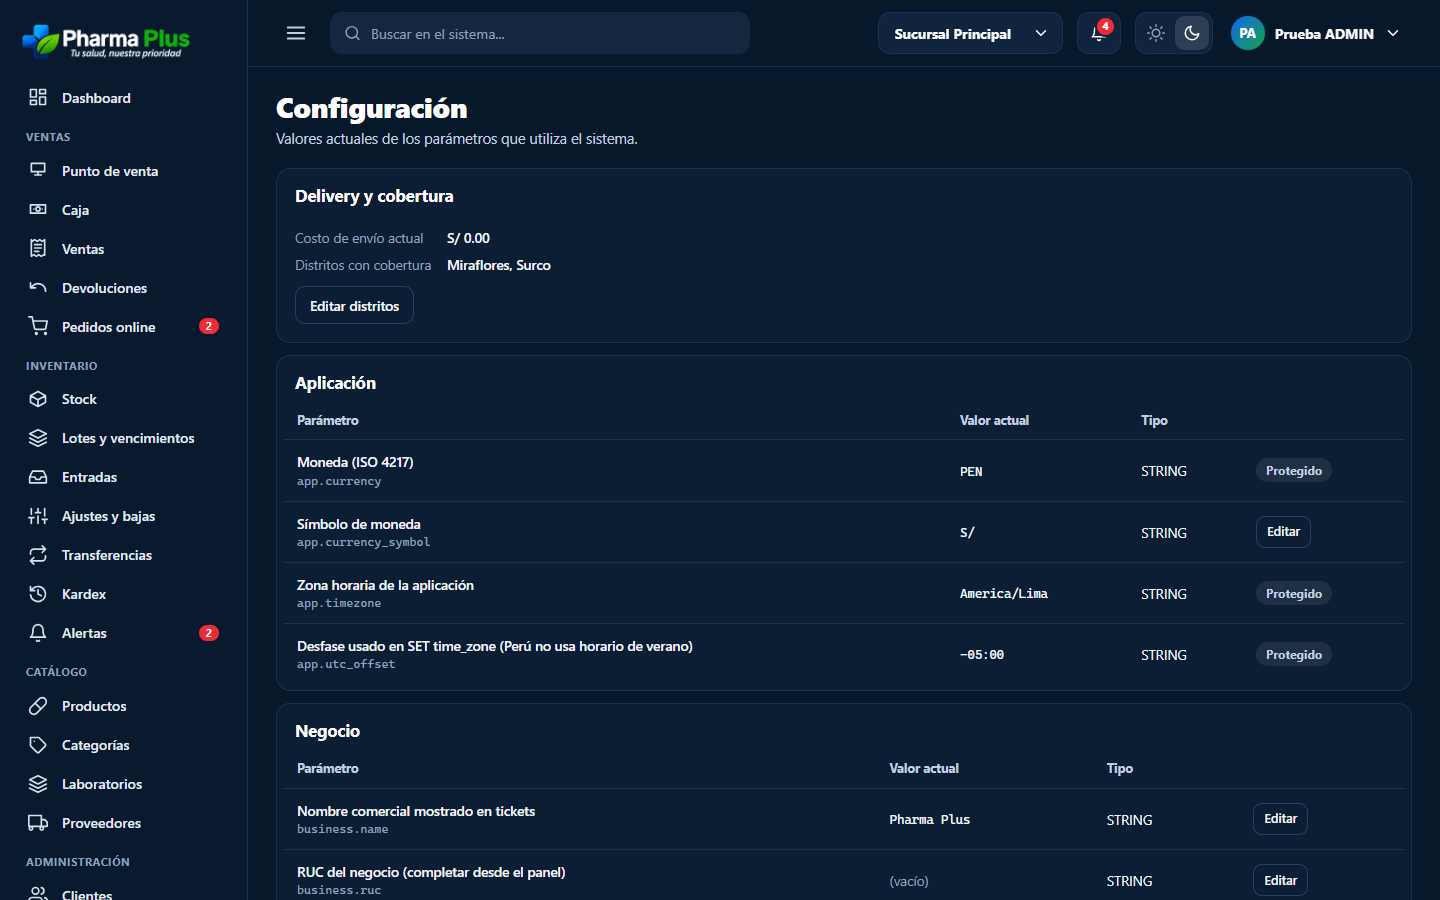 Pharma Plus
Tu salud, nuestra prioridad
Buscar en el sistema...
Sucursal Principal
4
PA
Prueba ADMIN
Dashboard
VENTAS
Punto de venta
Caja
Ventas
Devoluciones
Pedidos online
2
INVENTARIO
Stock
Lotes y vencimientos
Entradas
Ajustes y bajas
Transferencias
Kardex
Alertas
2
CATÁLOGO
Productos
Categorías
Laboratorios
Proveedores
ADMINISTRACIÓN
Clientes
Configuración
Valores actuales de los parámetros que utiliza el sistema.
Delivery y cobertura
Costo de envío actual S/ 0.00
Distritos con cobertura Miraflores, Surco
Editar distritos
Aplicación
Parámetro Valor actual Tipo
Moneda (ISO 4217)
app.currency
PEN STRING Protegido
Símbolo de moneda
app.currency_symbol
S/ STRING Editar
Zona horaria de la aplicación
app.timezone
America/Lima STRING Protegido
Desfase usado en SET time_zone (Perú no usa horario de verano)
app.utc_offset
-05:00 STRING Protegido
Negocio
Parámetro Valor actual Tipo
Nombre comercial mostrado en tickets
business.name
Pharma Plus STRING Editar
RUC del negocio (completar desde el panel)
business.ruc
(vacío) STRING Editar